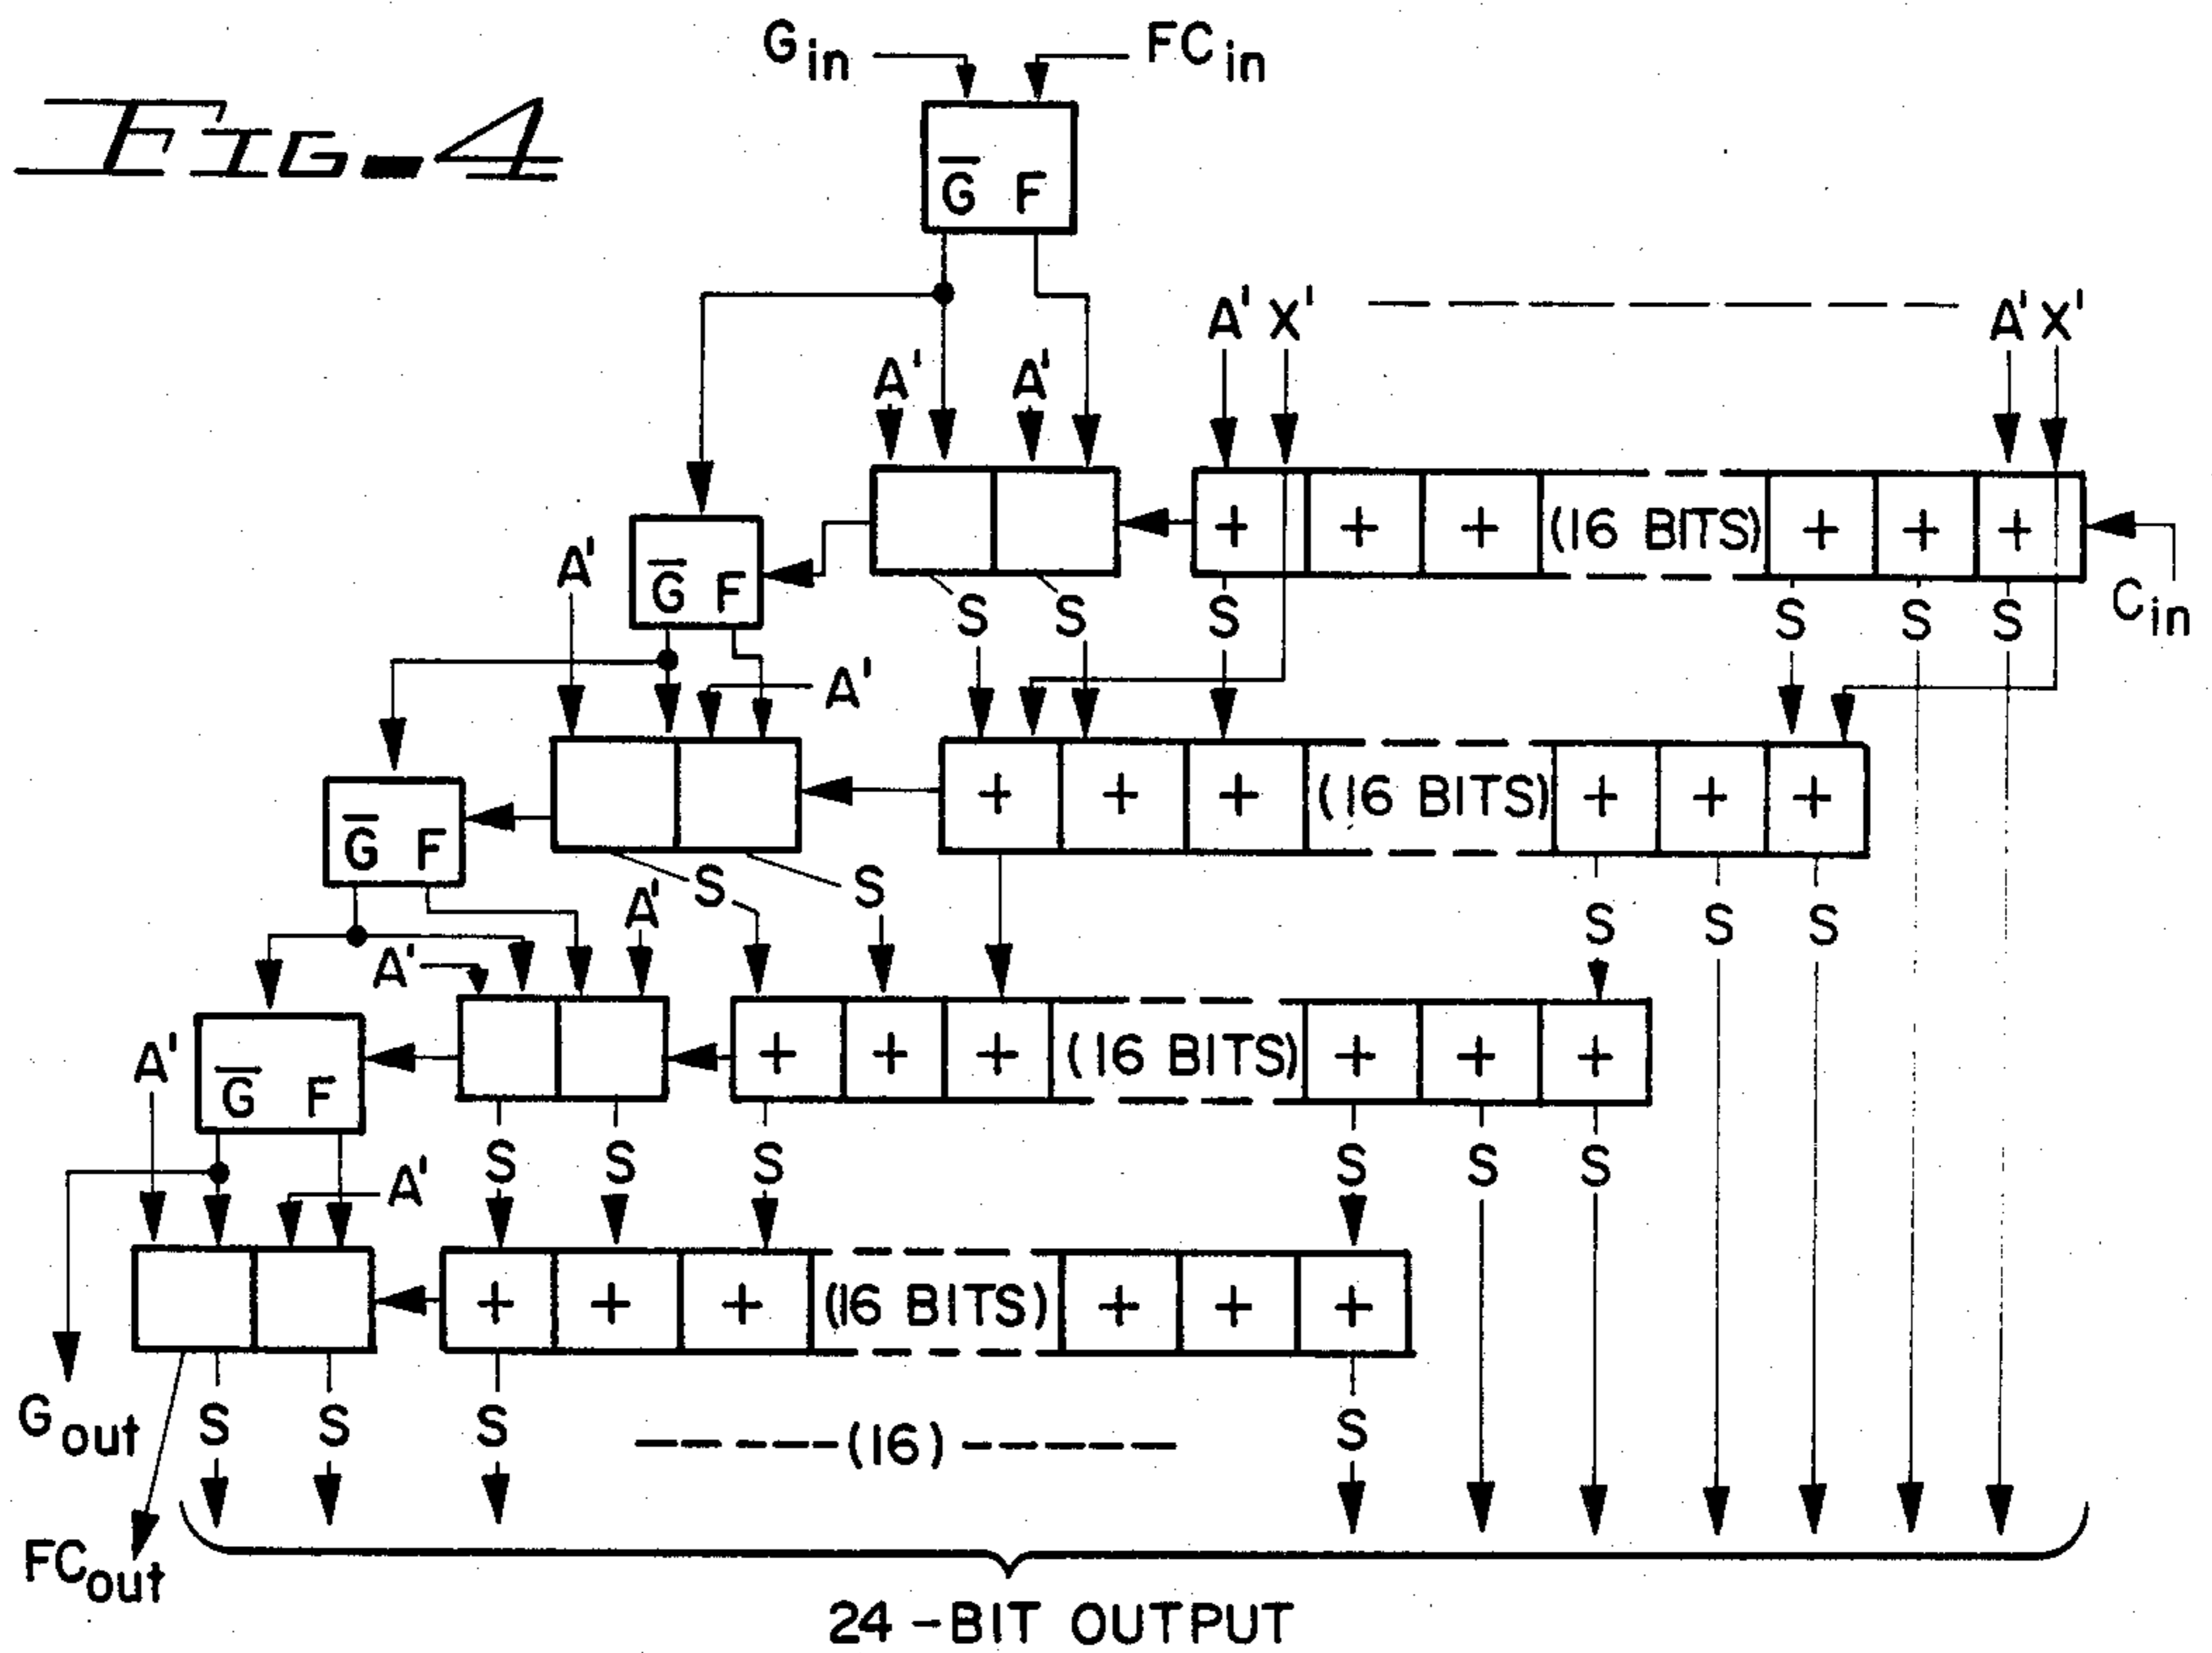 FIG-4
G in FC in
G̅ F
A' X' A' X'
A' A'
+ + + (16 BITS) + + +
A'
G̅ F
S S S S S S
C in
A'
+ + + (16 BITS) + + +
G̅ F
S S
A'
S S S
A'
+ + + (16 BITS) + + +
A'
G̅ F
S S S S S S
A'
+ + + (16 BITS) + + +
G out
S S S (16) S
FC out
24-BIT OUTPUT